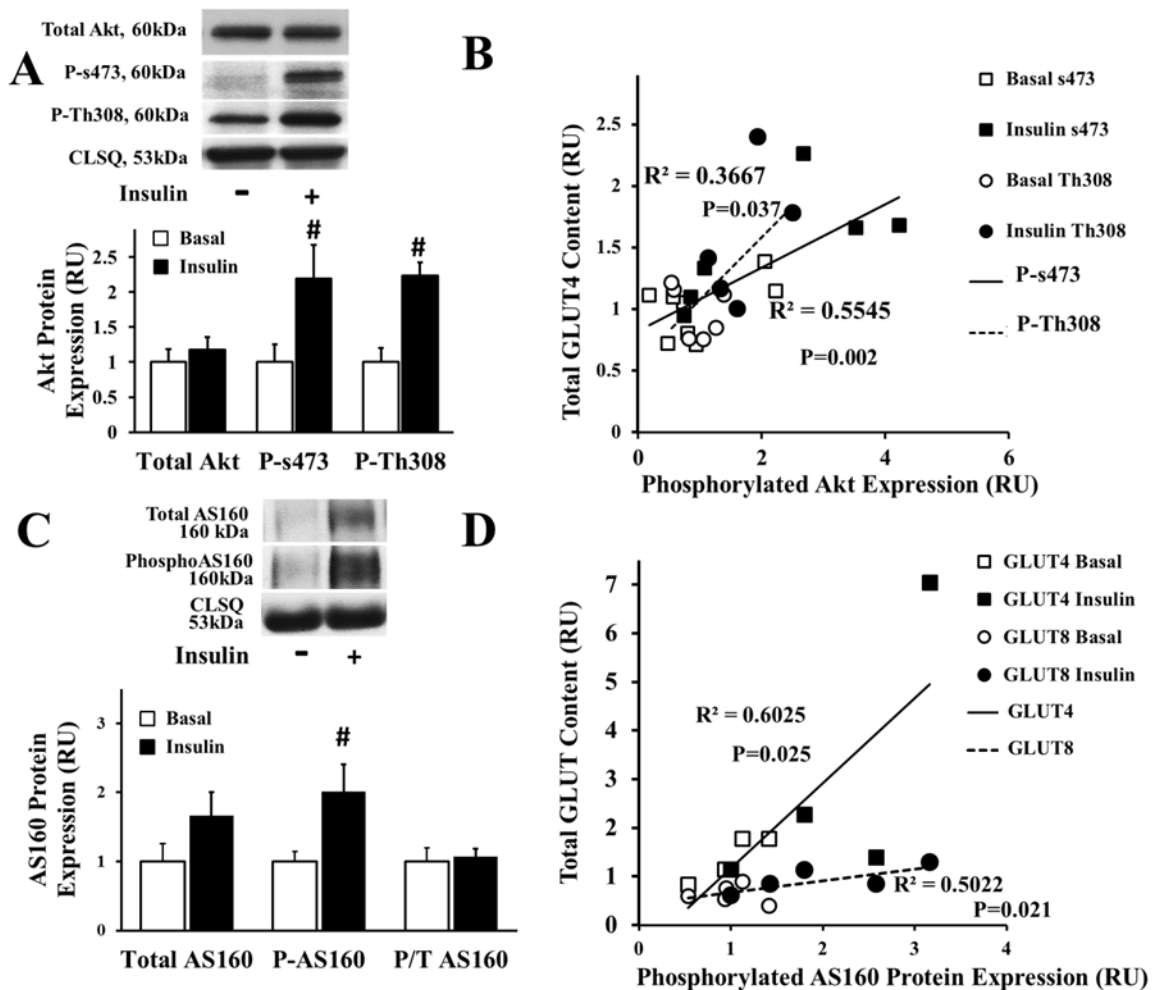 A
Total Akt, 60kDa
P-s473, 60kDa
P-Th308, 60kDa
CLSQ, 53kDa
Insulin - +
Akt Protein
Expression (RU)
2.5
2
1.5
1
0.5
0
Basal
Insulin
# #
Total Akt P-s473 P-Th308
B
Total GLUT4 Content (RU)
2.5
2
1.5
1
0.5
0
R² = 0.3667
P=0.037
R² = 0.5545
P=0.002
0 2 4 6
Phosphorylated Akt Expression (RU)
Basal s473
Insulin s473
Basal Th308
Insulin Th308
P-s473
P-Th308
C
Total AS160
160 kDa
PhosphoAS160
160kDa
CLSQ
53kDa
Insulin - +
AS160 Protein
Expression (RU)
3
2
1
0
Basal
Insulin
#
Total AS160 P-AS160 P/T AS160
D
Total GLUT Content (RU)
7
6
5
4
3
2
1
0
R² = 0.6025
P=0.025
R² = 0.5022
P=0.021
0 1 2 3 4
Phosphorylated AS160 Protein Expression (RU)
GLUT4 Basal
GLUT4 Insulin
GLUT8 Basal
GLUT8 Insulin
GLUT4
GLUT8